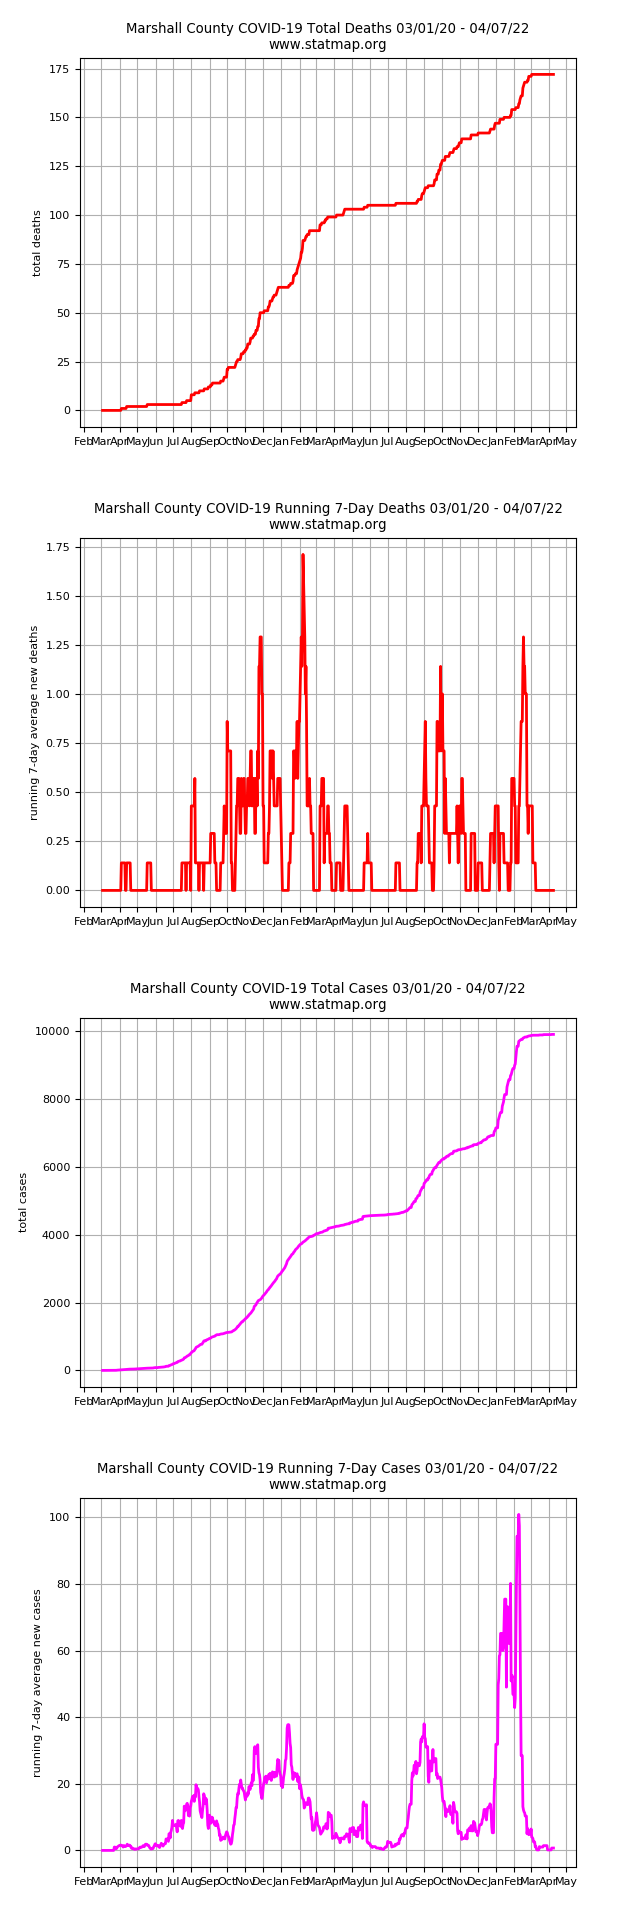 Marshall County COVID-19 Total Deaths 03/01/20 - 04/07/22
www.statmap.org
175
150
125
100
75
50
25
0
total deaths
Feb Mar Apr May Jun Jul Aug Sep Oct Nov Dec Jan Feb Mar Apr May Jun Jul Aug Sep Oct Nov Dec Jan Feb Mar Apr May
Marshall County COVID-19 Running 7-Day Deaths 03/01/20 - 04/07/22
www.statmap.org
1.75
1.50
1.25
1.00
0.75
0.50
0.25
0.00
running 7-day average new deaths
Feb Mar Apr May Jun Jul Aug Sep Oct Nov Dec Jan Feb Mar Apr May Jun Jul Aug Sep Oct Nov Dec Jan Feb Mar Apr May
Marshall County COVID-19 Total Cases 03/01/20 - 04/07/22
www.statmap.org
10000
8000
6000
4000
2000
0
total cases
Feb Mar Apr May Jun Jul Aug Sep Oct Nov Dec Jan Feb Mar Apr May Jun Jul Aug Sep Oct Nov Dec Jan Feb Mar Apr May
Marshall County COVID-19 Running 7-Day Cases 03/01/20 - 04/07/22
www.statmap.org
100
80
60
40
20
0
running 7-day average new cases
Feb Mar Apr May Jun Jul Aug Sep Oct Nov Dec Jan Feb Mar Apr May Jun Jul Aug Sep Oct Nov Dec Jan Feb Mar Apr May